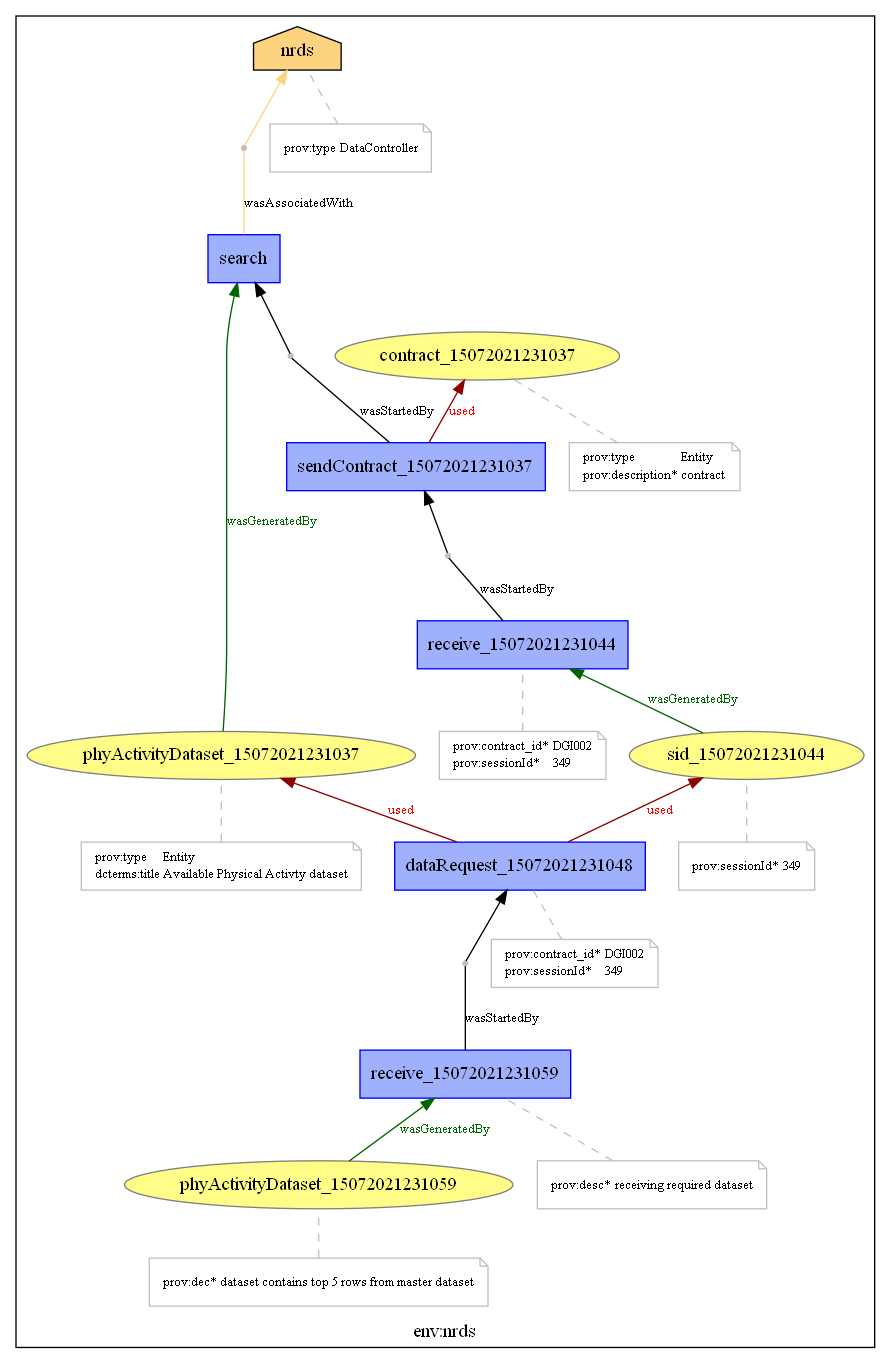 nrds
prov:type DataController
wasAssociatedWith
search
contract_15072021231037
wasStartedBy
used
sendContract_15072021231037
prov:type Entity
prov:description* contract
wasGeneratedBy
wasStartedBy
receive_15072021231044
wasGeneratedBy
prov:contract_id* DGI002
prov:sessionId* 349
phyActivityDataset_15072021231037
sid_15072021231044
used
used
prov:type Entity
dcterms:title Available Physical Activty dataset
dataRequest_15072021231048
prov:sessionId* 349
prov:contract_id* DGI002
prov:sessionId* 349
wasStartedBy
receive_15072021231059
wasGeneratedBy
phyActivityDataset_15072021231059
prov:desc* receiving required dataset
prov:dec* dataset contains top 5 rows from master dataset
env:nrds